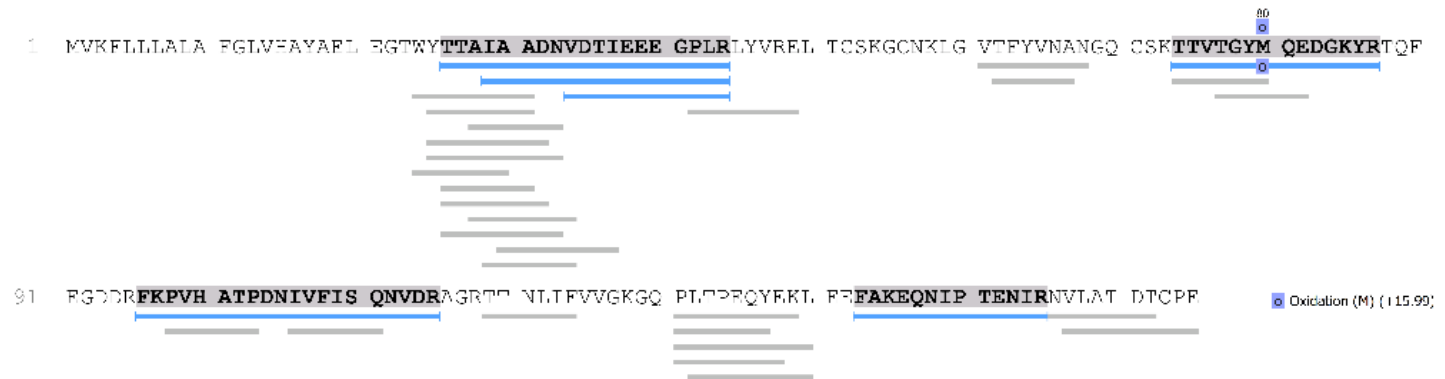 80
o
1 MVKFLLLALA FGLVHAYAEL EGTWYTTAIA ADNVDTIEEE GPLRLYVREL TCSKGCNKLG VTFYVNANGQ CSKTTVTGYM QEDGKYRTQF
o
91 EGDDRFKPVH ATPDNIVFIS QNVDRAGRTT NLIFVVGKGQ PLTPEQYEKL EEFAKEQNIP TENIRNVLAT DTCPE
o Oxidation (M) (+15.99)